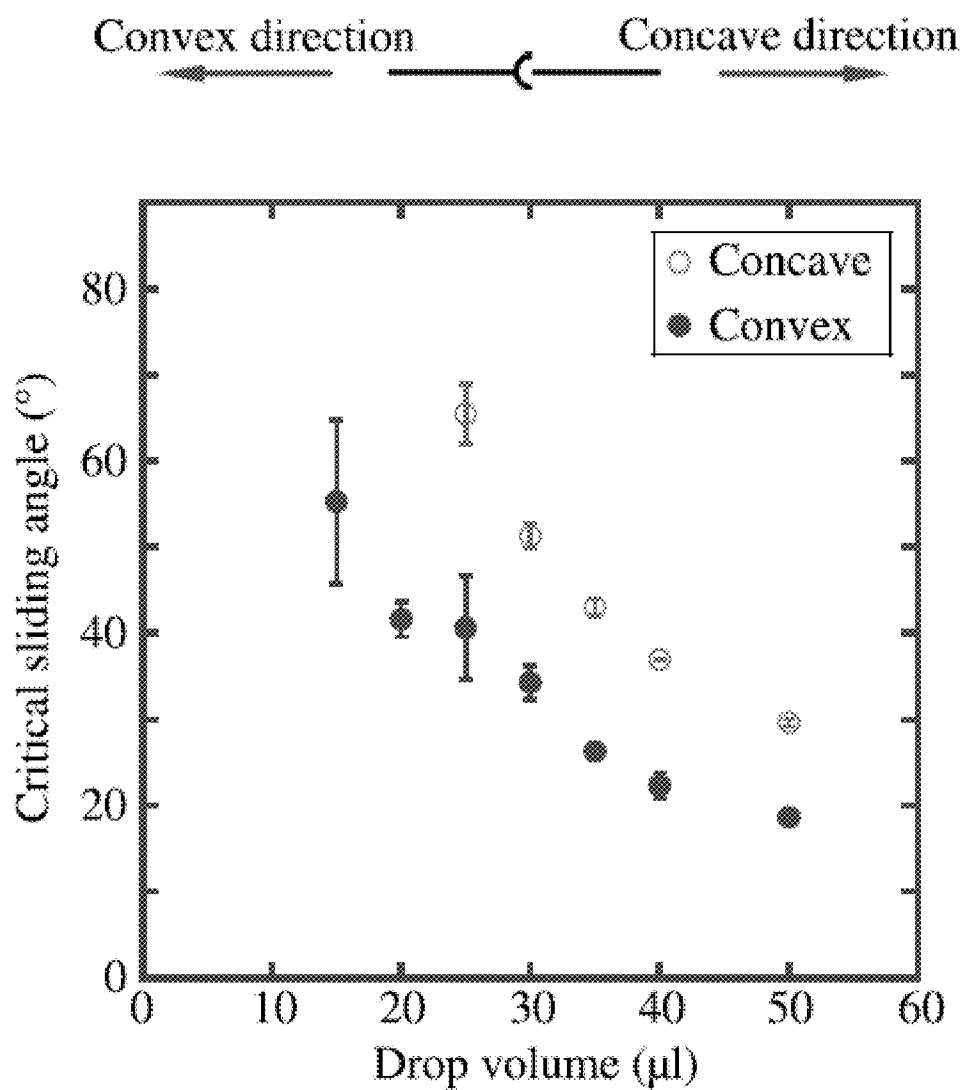 Convex direction
Concave direction
Concave
Convex
Critical sliding angle (°)
80
60
40
20
0
0
10
20
30
40
50
60
Drop volume (μl)